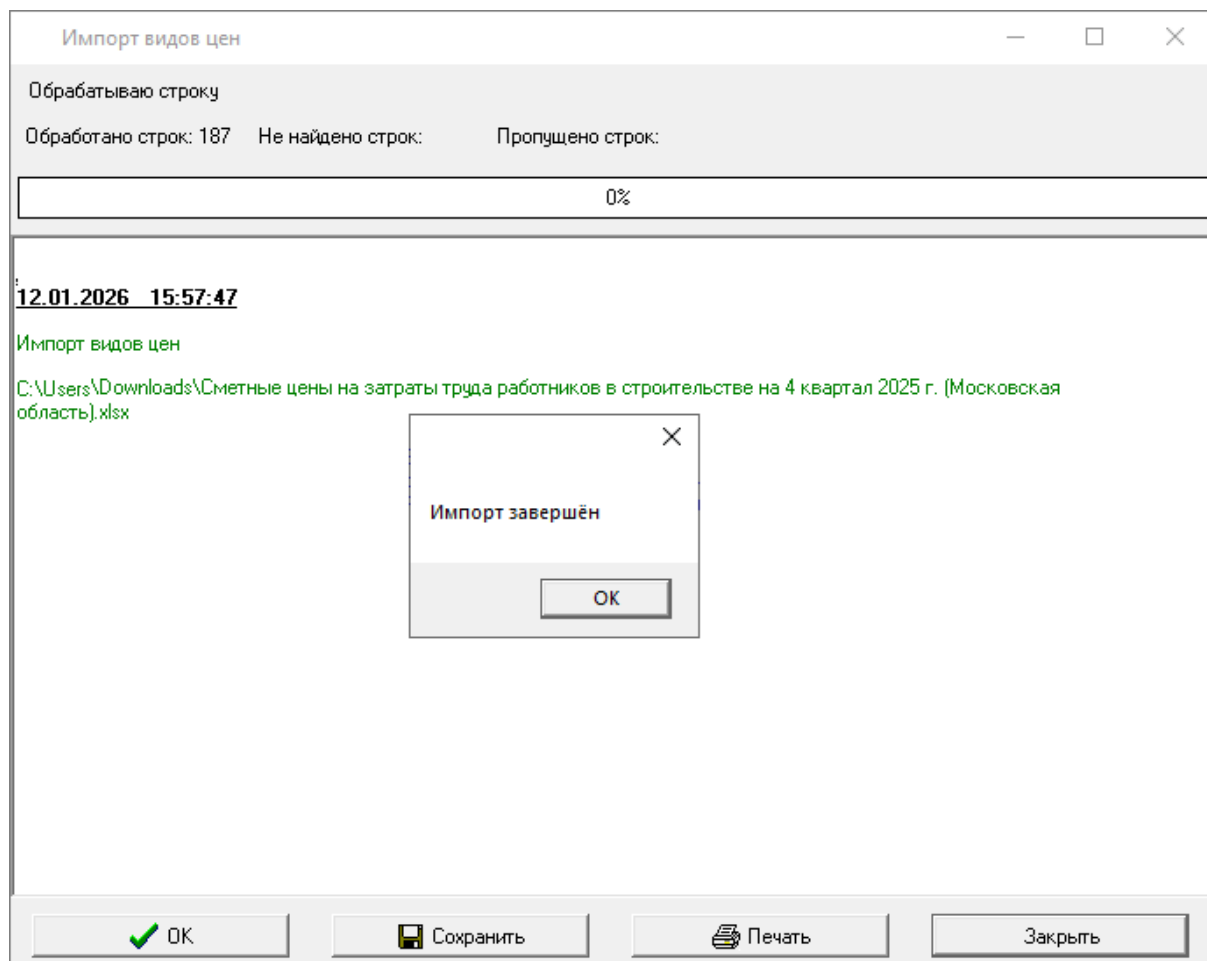 Импорт видов цен
Обрабатываю строку
Обработано строк: 187 Не найдено строк: Пропущено строк:
0%
12.01.2026 15:57:47
Импорт видов цен
C:\Users\Downloads\Сметные цены на затраты труда работников в строительстве на 4 квартал 2025 г. (Московская
область).xlsx
Импорт завершён
OK
OK Сохранить Печать Закрыть